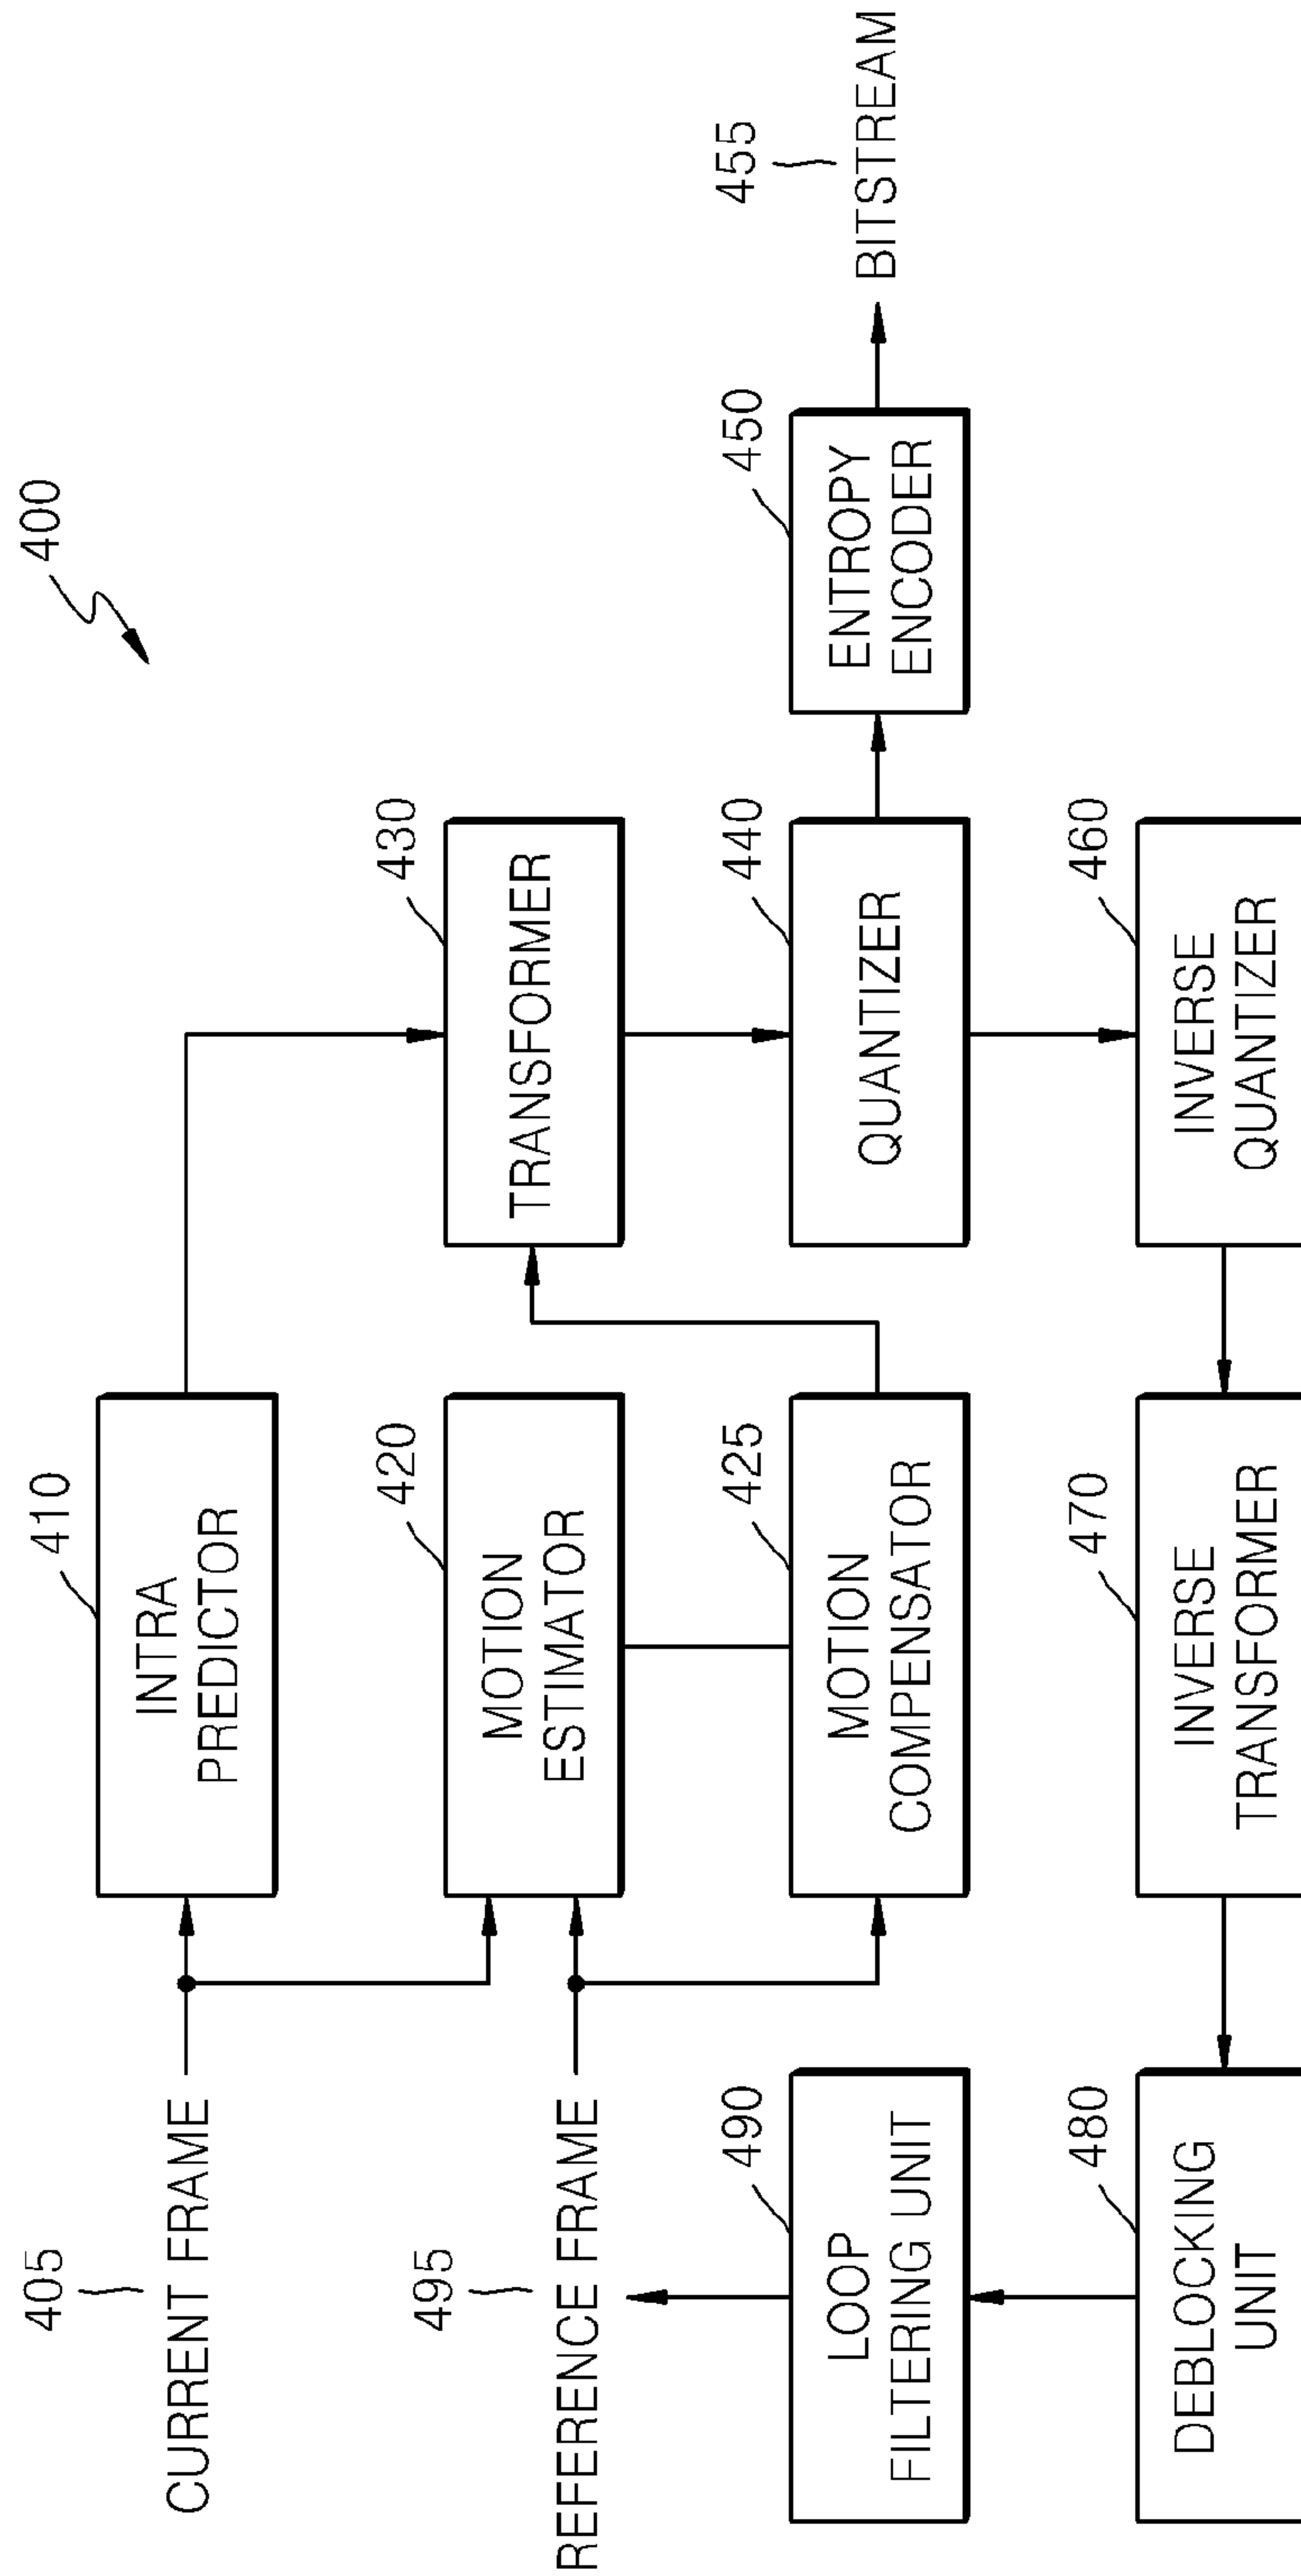 400
405
CURRENT FRAME
410
INTRA
PREDICTOR
495
REFERENCE FRAME
420
MOTION
ESTIMATOR
430
TRANSFORMER
490
LOOP
FILTERING UNIT
425
MOTION
COMPENSATOR
440
QUANTIZER
450
ENTROPY
ENCODER
455
BITSTREAM
480
DEBLOCKING
UNIT
470
INVERSE
TRANSFORMER
460
INVERSE
QUANTIZER